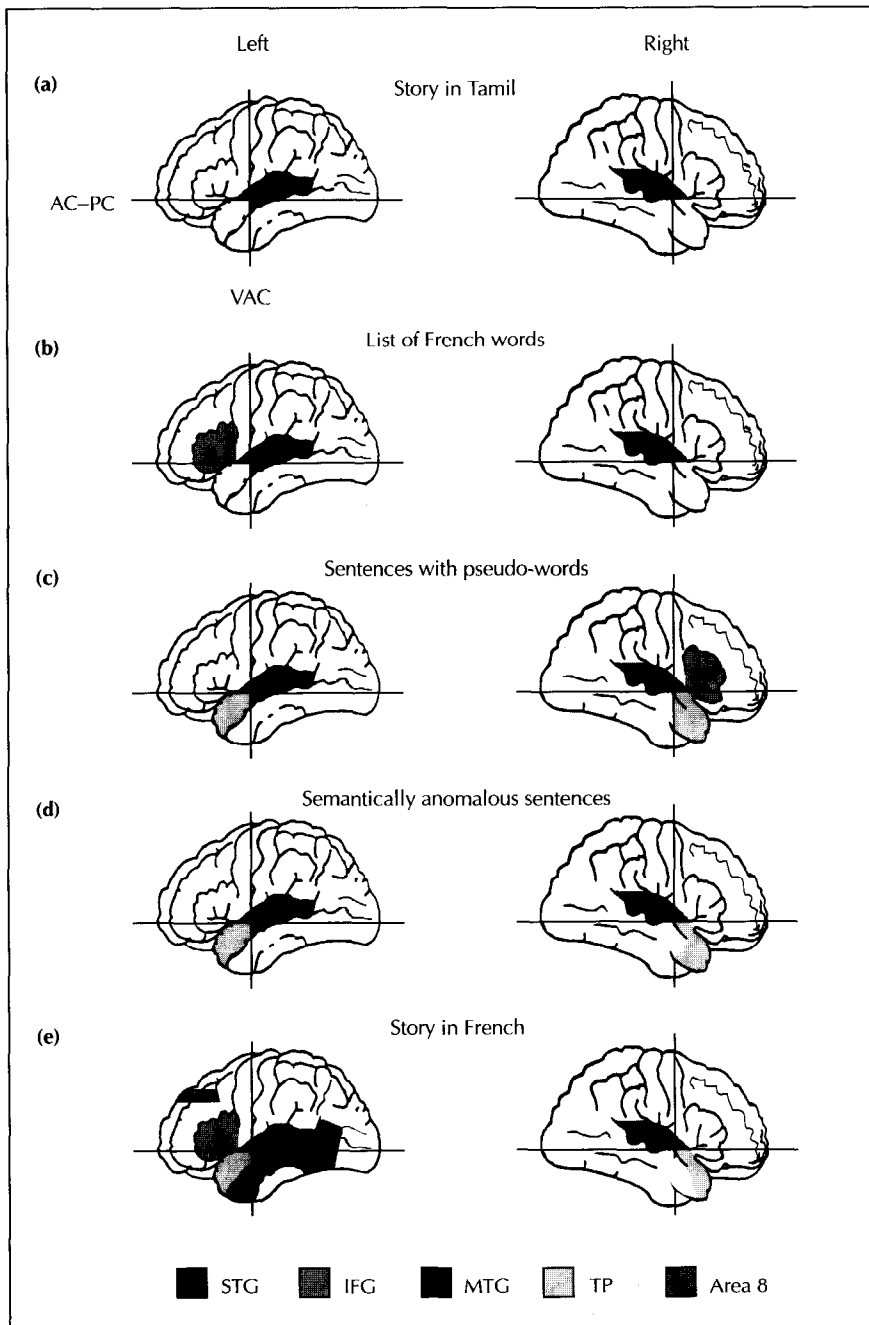 Left Right
(a) Story in Tamil
AC–PC
VAC
(b) List of French words
(c) Sentences with pseudo-words
(d) Semantically anomalous sentences
(e) Story in French
STG IFG MTG TP Area 8